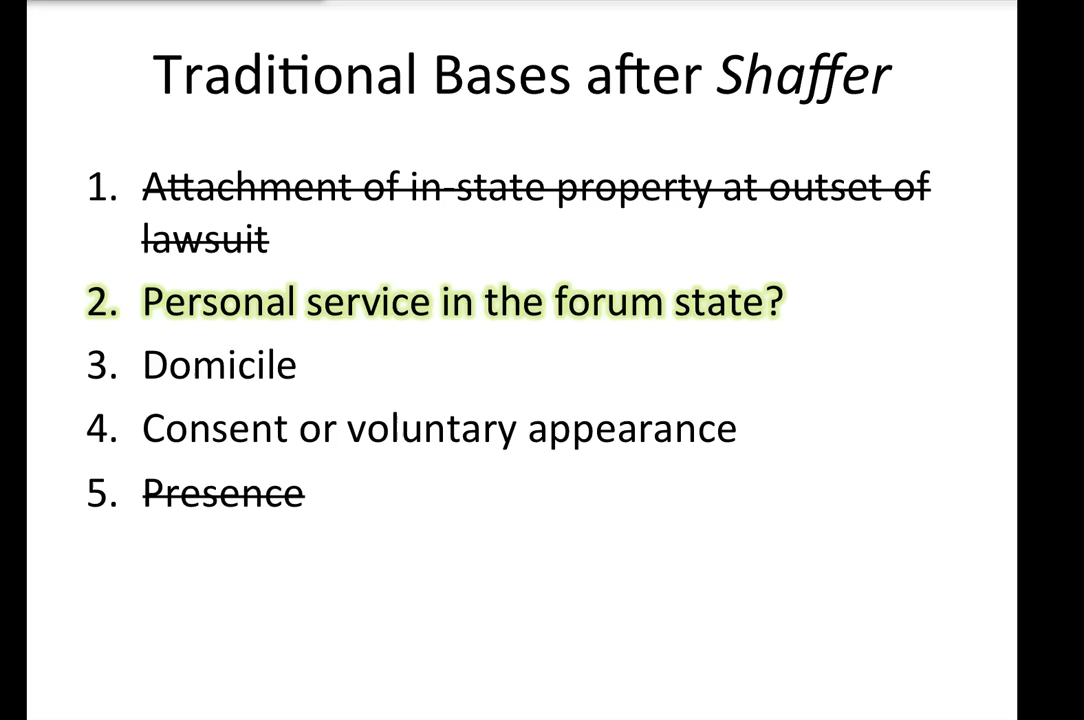 Traditional Bases after Shaffer
1. Attachment of in-state property at outset of
lawsuit
2. Personal service in the forum state?
3. Domicile
4. Consent or voluntary appearance
5. Presence